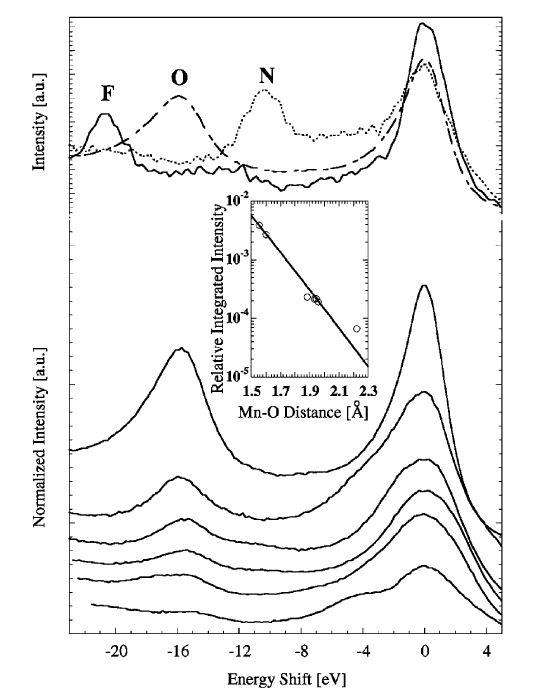 F O N
Intensity [a.u.]
10-2
10-3
10-4
10-5
Relative Integrated Intensity
1.5 1.7 1.9 2.1 2.3
Mn-O Distance [Å]
Normalized Intensity [a.u.]
-20 -16 -12 -8 -4 0 4
Energy Shift [eV]